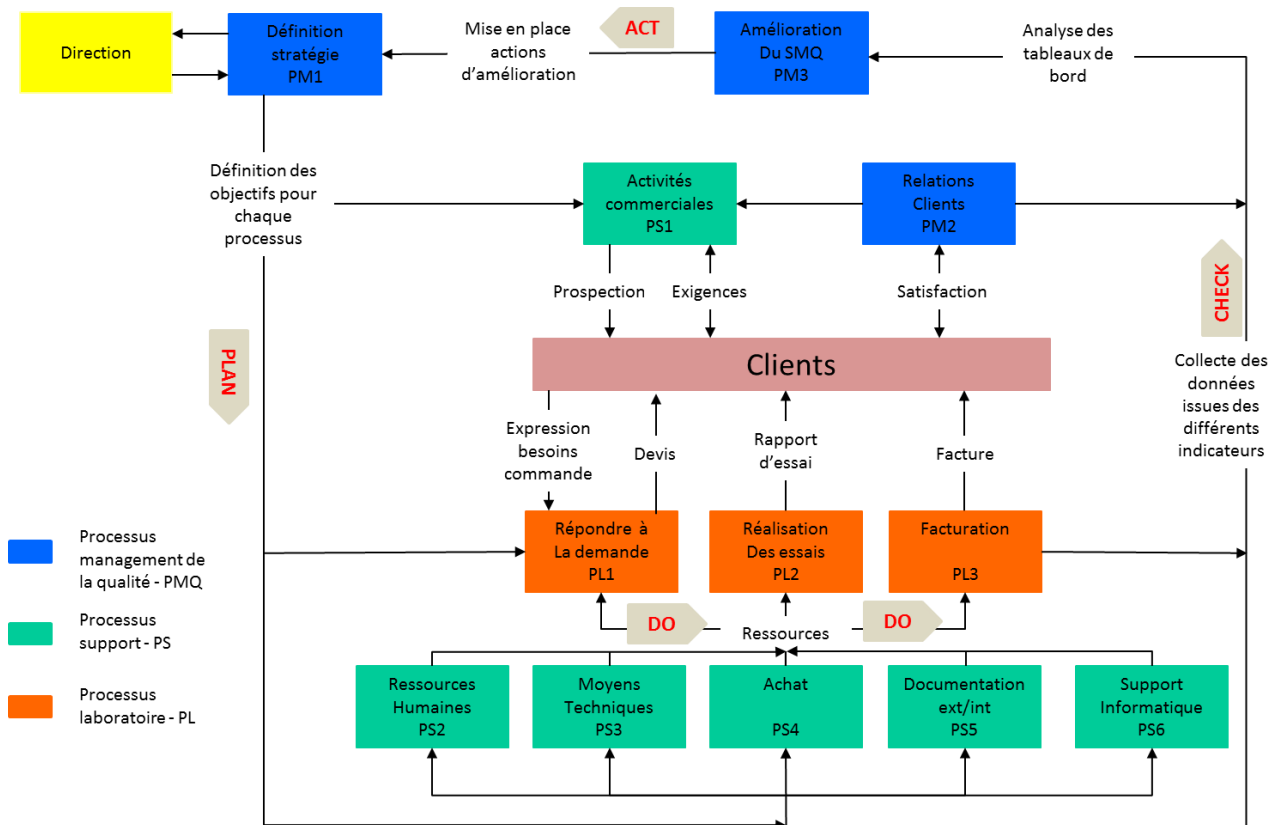 Direction
Définition
stratégie
PM1
Mise en place
actions
d'amélioration
ACT
Amélioration
Du SMQ
PM3
Analyse des
tableaux de
bord
Définition des
objectifs pour
chaque
processus
Activités
commerciales
PS1
Relations
Clients
PM2
Prospection
Exigences
Satisfaction
CHECK
PLAN
Clients
Collecte des
données
issues des
différents
indicateurs
Expression
besoins
commande
Devis
Rapport
d'essai
Facture
Répondre à
La demande
PL1
Réalisation
Des essais
PL2
Facturation
PL3
Processus
management de
la qualité - PMQ
DO
Ressources
DO
Processus
support - PS
Processus
laboratoire - PL
Ressources
Humaines
PS2
Moyens
Techniques
PS3
Achat
PS4
Documentation
ext/int
PS5
Support
Informatique
PS6